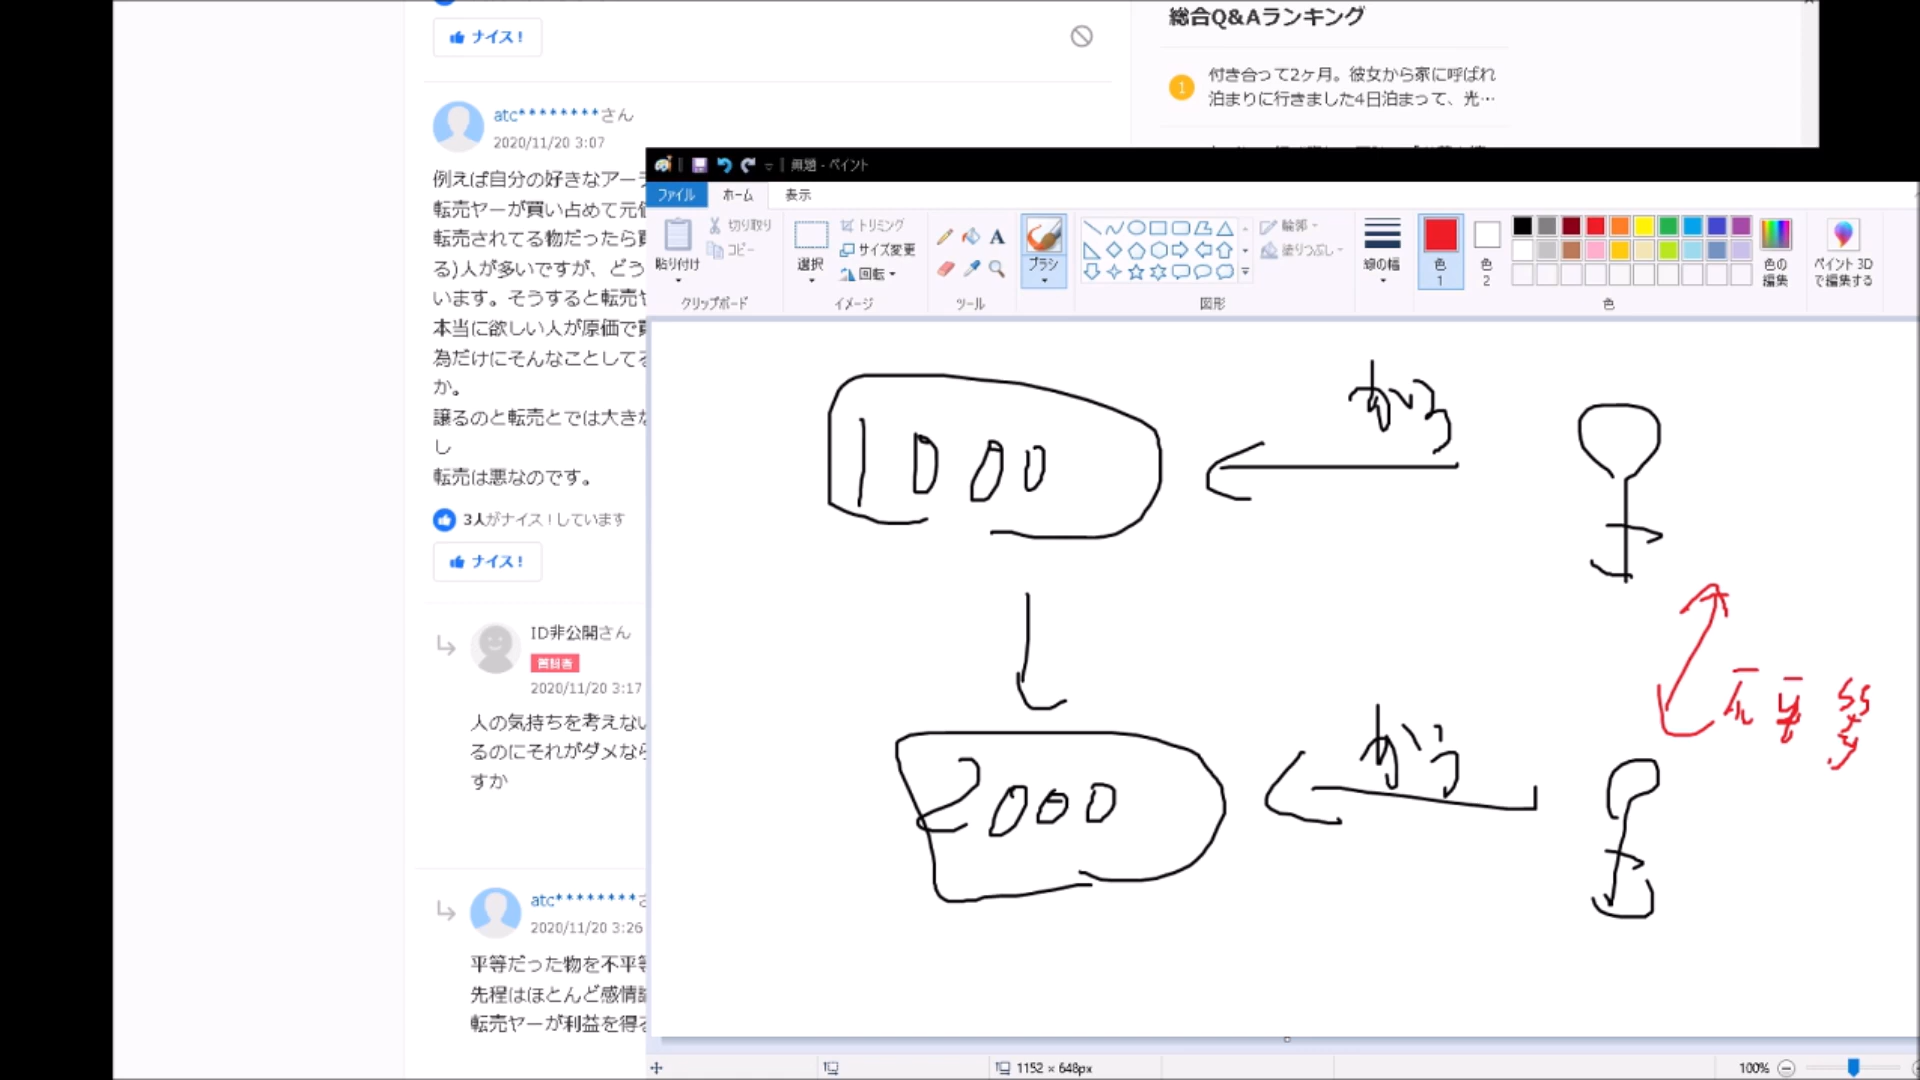 ナイス!
atc********さん
2020/11/20 3:07
例えば自分の好きなアー
転売ヤーが買い占めて元
転売されてる物だったら
る)人が多いですが、どう
います。そうすると転売
本当に欲しい人が原価で
為だけにそんなことして
か。
譲るのと転売とでは大き
し
転売は悪なのです。
3人がナイス!しています
ナイス!
ID非公開さん
質問者
2020/11/20 3:17
人の気持ちを考えない
るのにそれがダメなら
すか
atc********
2020/11/20 3:26
平等だった物を不平等
先程はほとんど感情論
転売ヤーが利益を得る
総合Q&Aランキング
1
付き合って2ヶ月。彼女から家に呼ばれ
泊まりに行きました4日泊まって、光…
無題 - ペイント
ファイル ホーム 表示
貼り付け
切り取り
コピー
クリップボード
選択
トリミング
サイズ変更
回転
イメージ
ツール
ブラシ
輪郭
塗りつぶし
図形
線の幅
色
1
色
2
色の
編集
色
ペイント 3D
で編集する
1000
2000
かう
1152 × 648px
100%